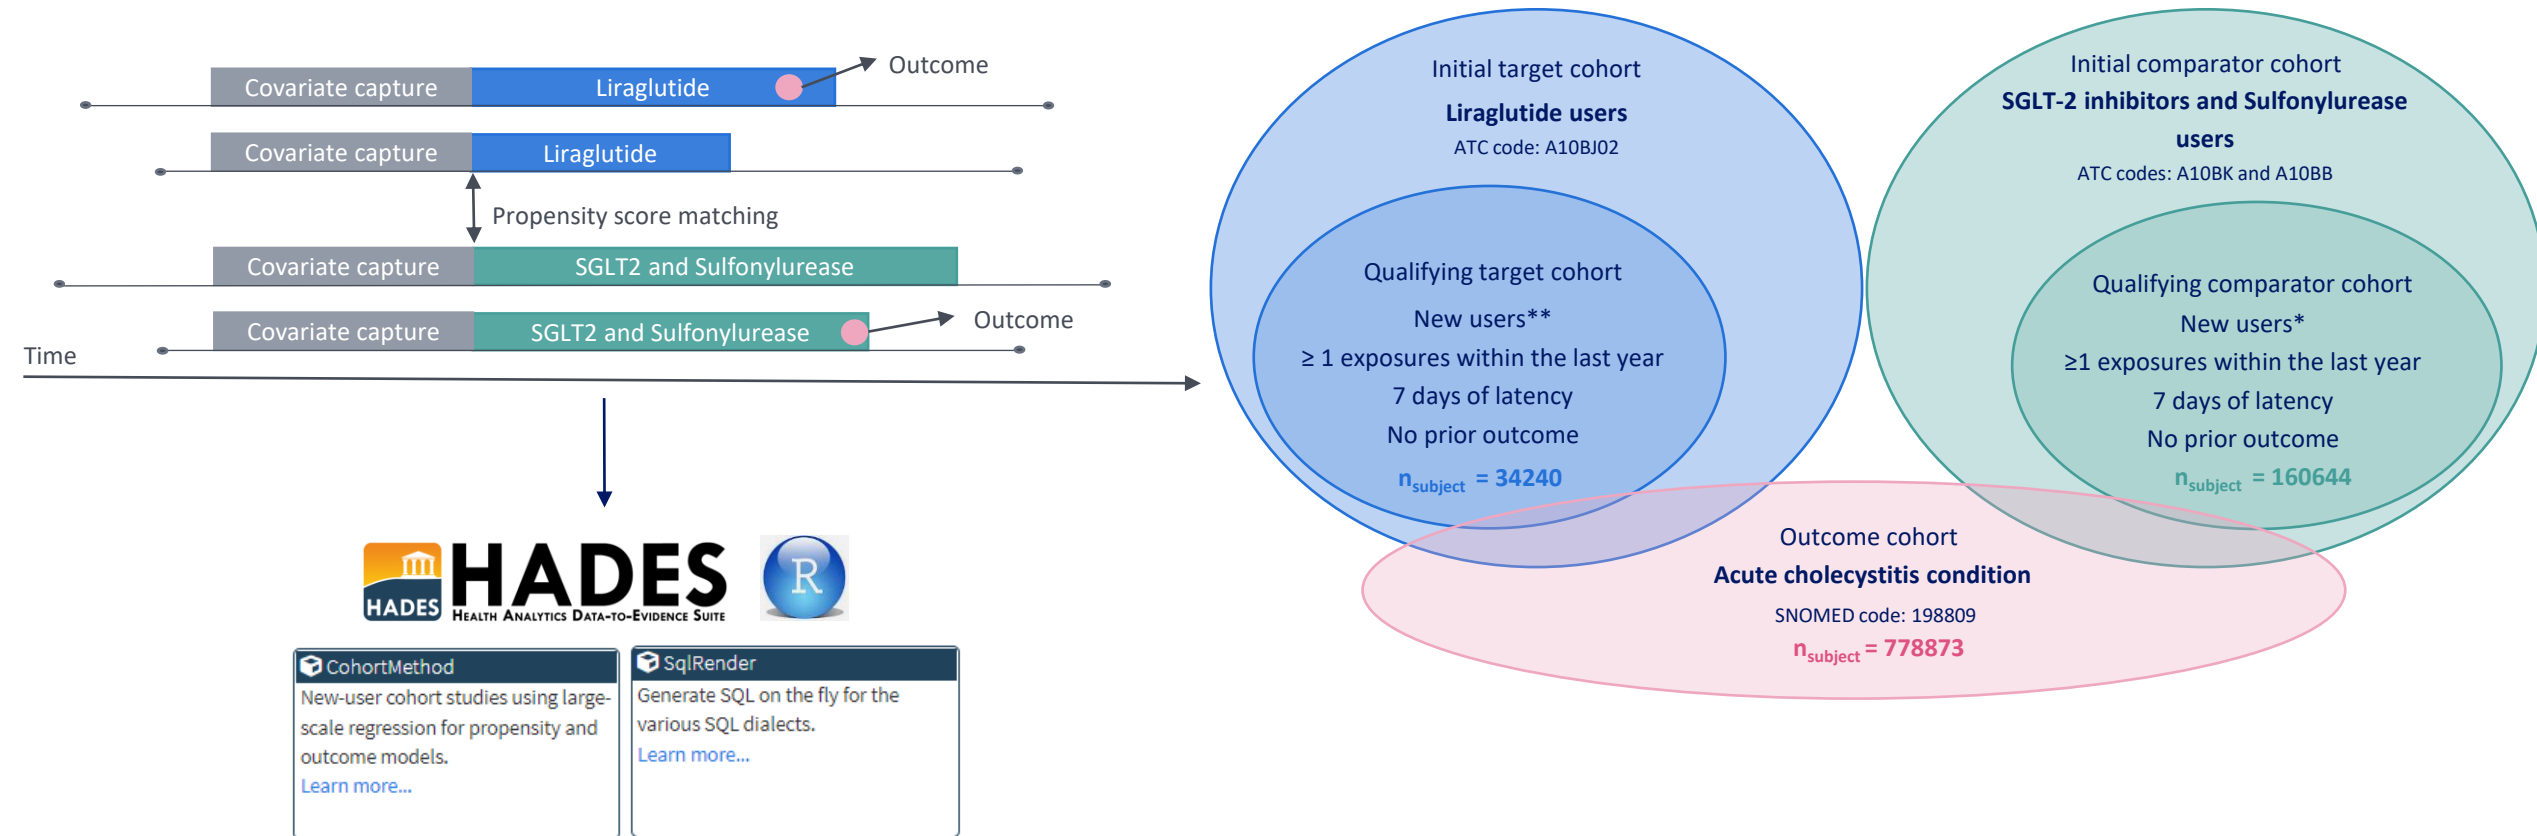 Covariate capture
Liraglutide
Outcome
Covariate capture
Liraglutide
Propensity score matching
Covariate capture
SGLT2 and Sulfonylurease
Covariate capture
SGLT2 and Sulfonylurease
Outcome
Time
HADES
HADES
HEALTH ANALYTICS DATA-TO-EVIDENCE SUITE
R
CohortMethod
New-user cohort studies using large-
scale regression for propensity and
outcome models.
Learn more...
SqlRender
Generate SQL on the fly for the
various SQL dialects.
Learn more...
Initial target cohort
Liraglutide users
ATC code: A10BJ02
Qualifying target cohort
New users**
≥ 1 exposures within the last year
7 days of latency
No prior outcome
nsubject = 34240
Initial comparator cohort
SGLT-2 inhibitors and Sulfonylurease
users
ATC codes: A10BK and A10BB
Qualifying comparator cohort
New users*
≥1 exposures within the last year
7 days of latency
No prior outcome
nsubject = 160644
Outcome cohort
Acute cholecystitis condition
SNOMED code: 198809
nsubject = 778873